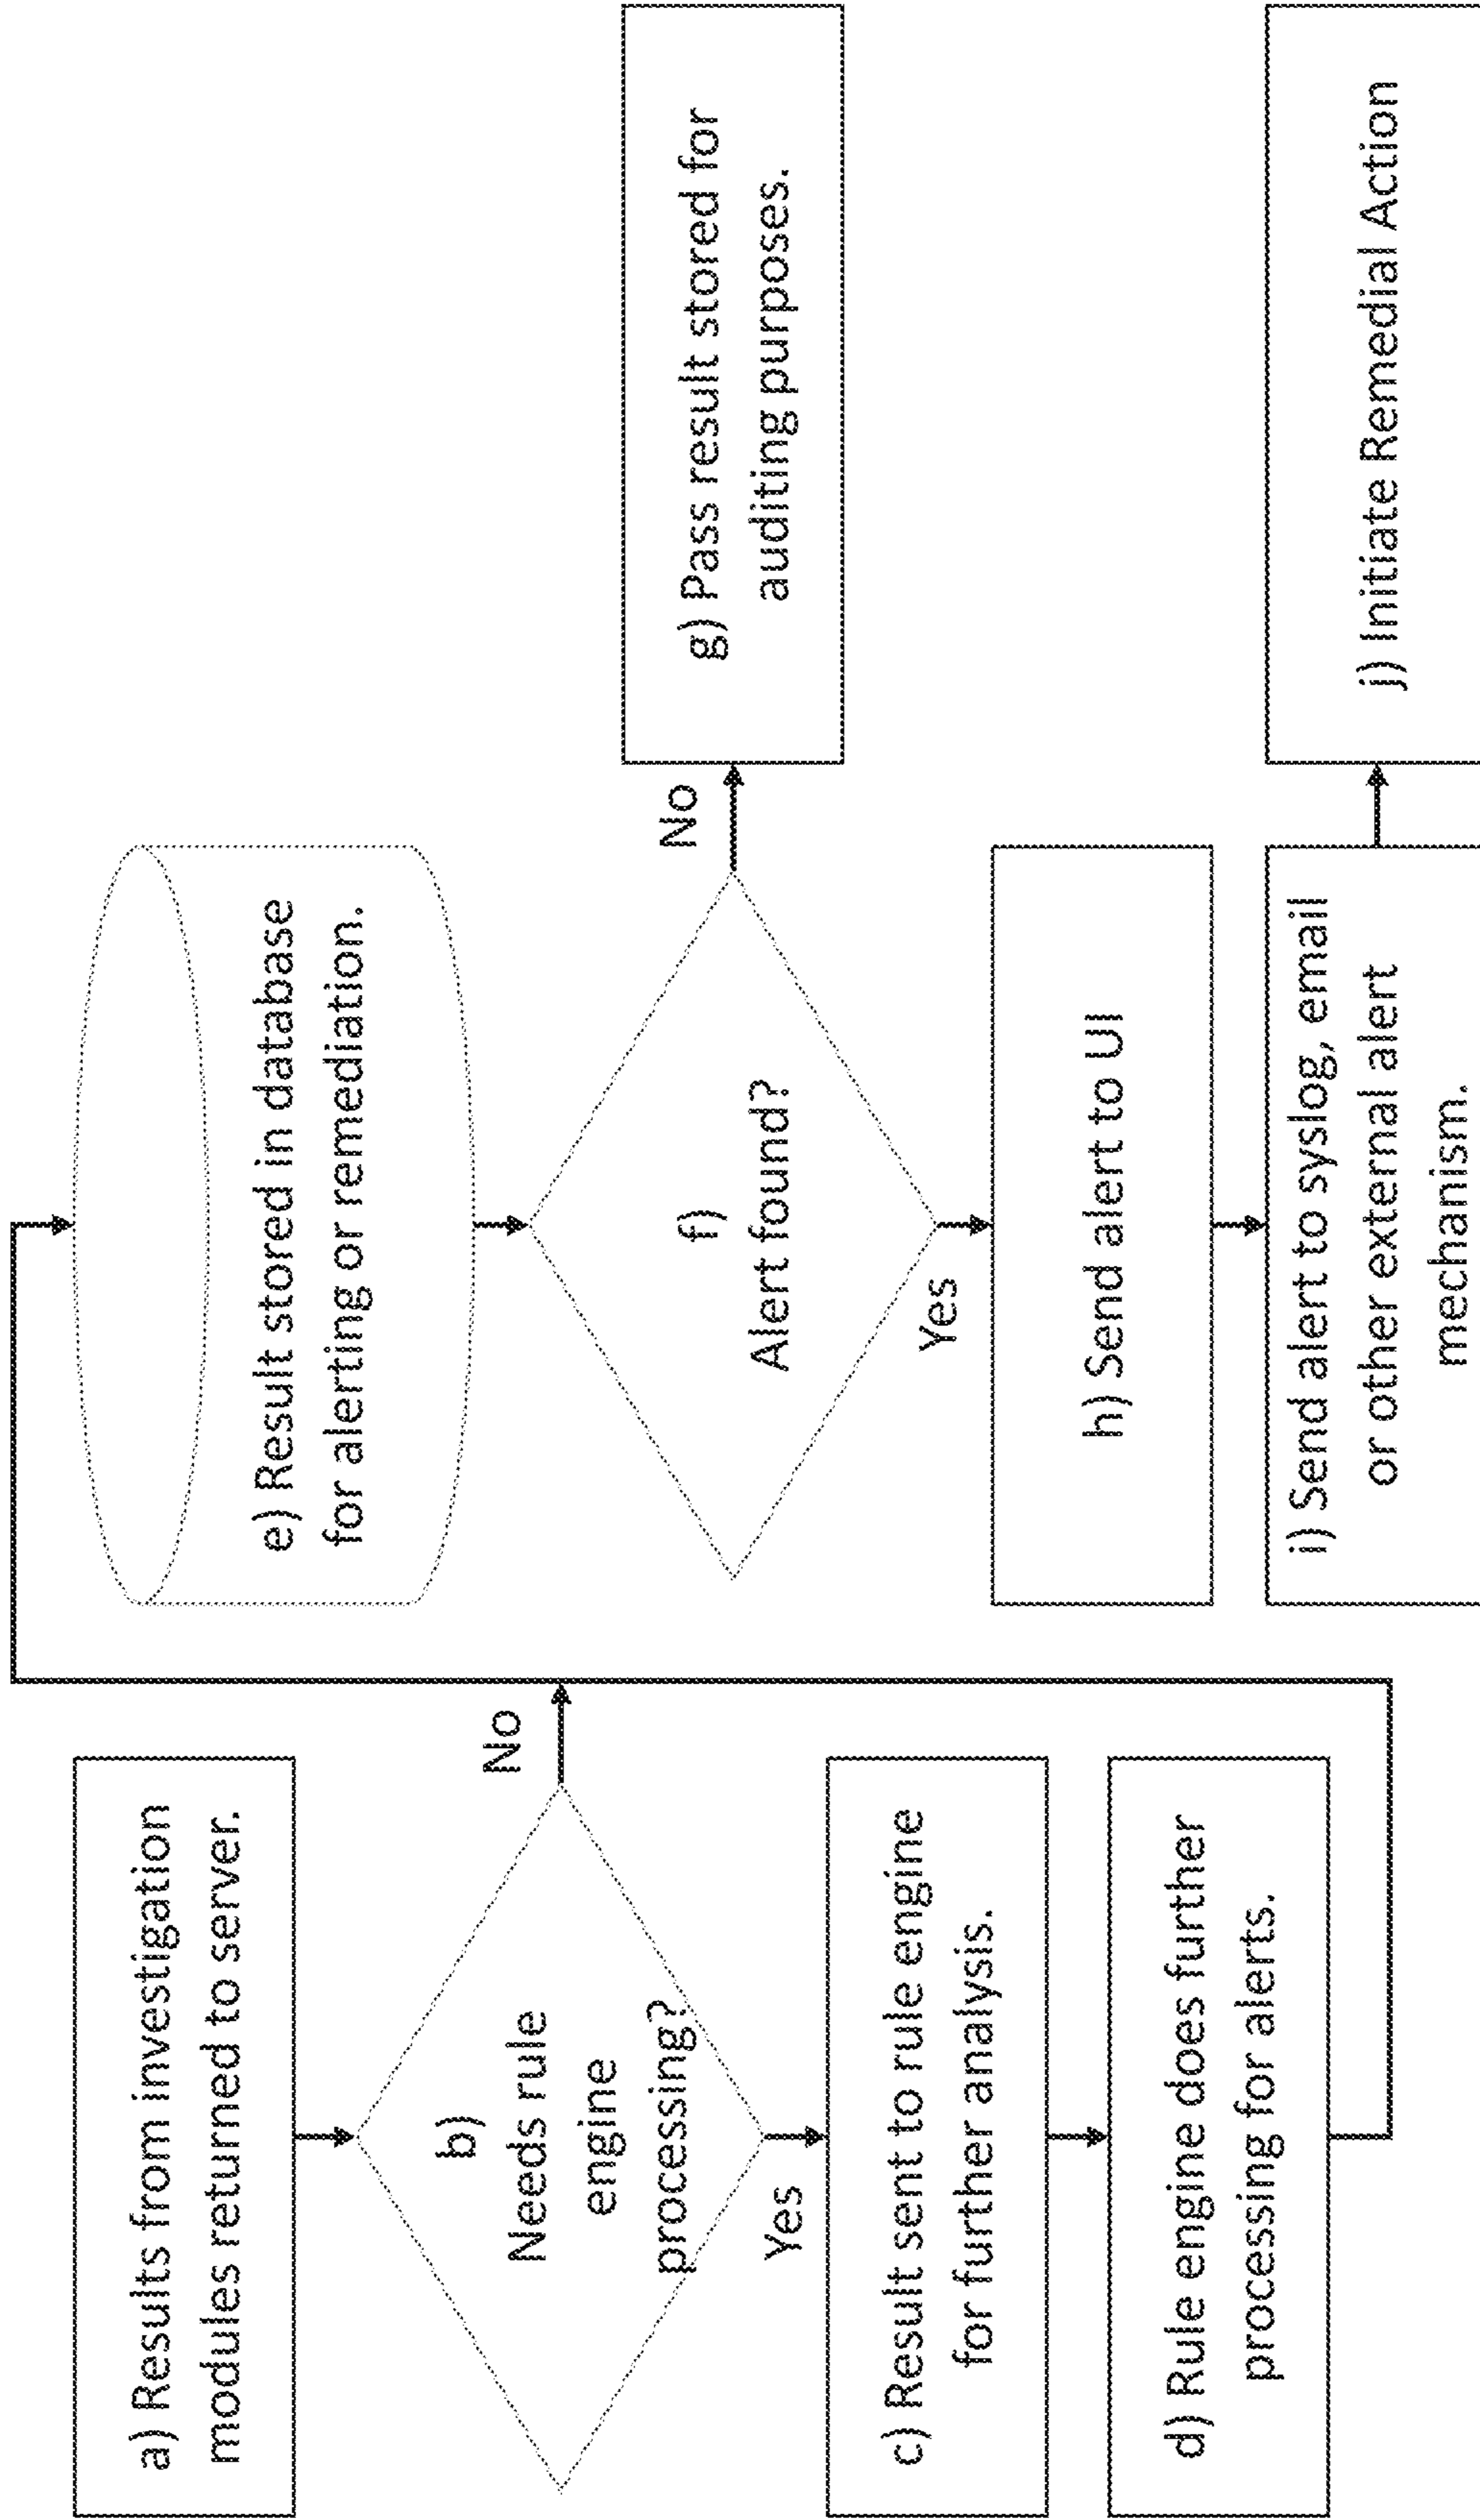 a) Results from investigation
modules returned to server.
b)
Needs rule
engine
processing?
No
Yes
c) Result sent to rule engine
for further analysis.
d) Rule engine does further
processing for alerts.
e) Result stored in database
for alerting or remediation.
f)
Alert found?
No
Yes
g) Pass result stored for
auditing purposes.
h) Send alert to UI
i) Send alert to syslog, email
or other external alert
mechanism.
j) Initiate Remedial Action